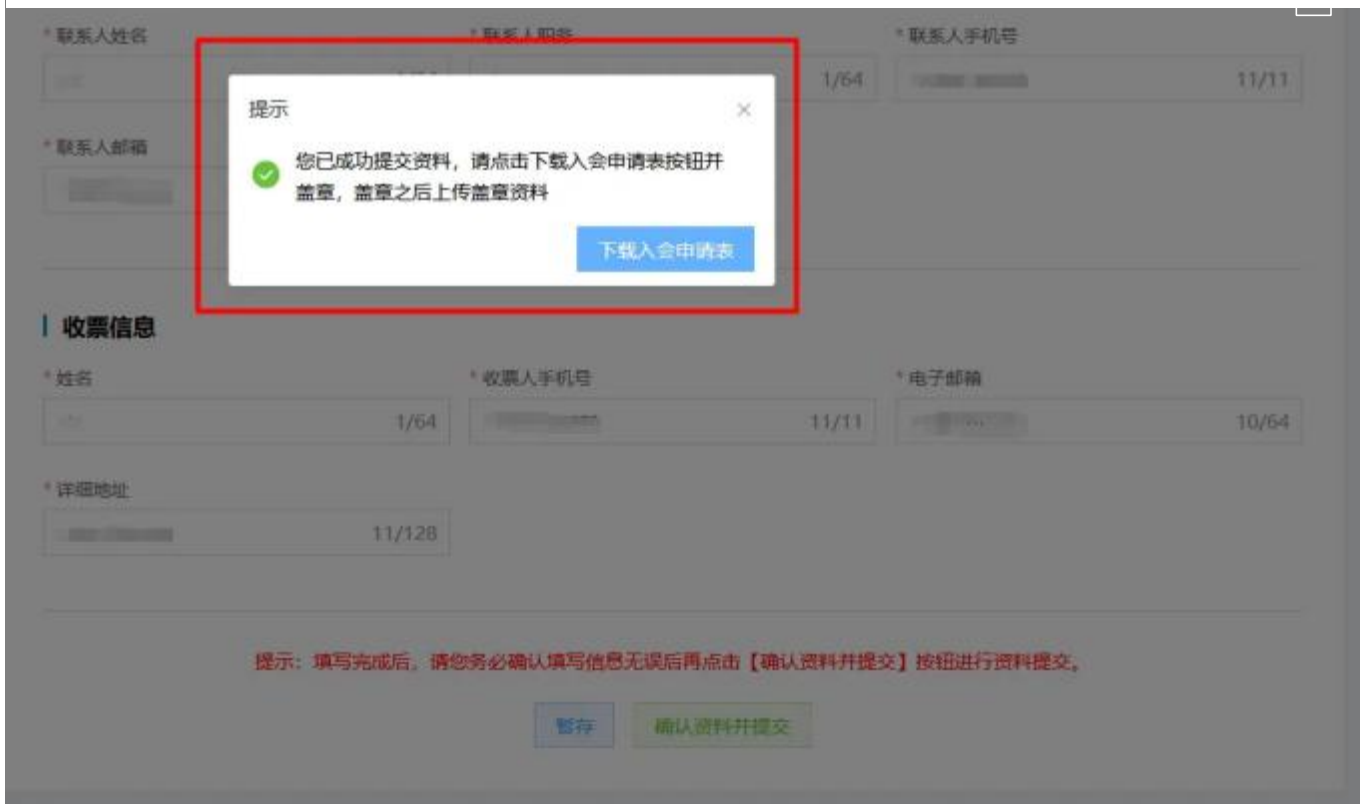 *联系人姓名 *联系人职务 *联系人手机号
1/64 11/11
提示
*联系人邮箱
您已成功提交资料，请点击下载入会申请表按钮并
盖章，盖章之后上传盖章资料
下载入会申请表
收票信息
*姓名 *收票人手机号 *电子邮箱
1/64 11/11 10/64
*详细地址
11/128
提示：填写完成后，请您务必确认填写信息无误后再点击【确认资料并提交】按钮进行资料提交。
暂存 确认资料并提交